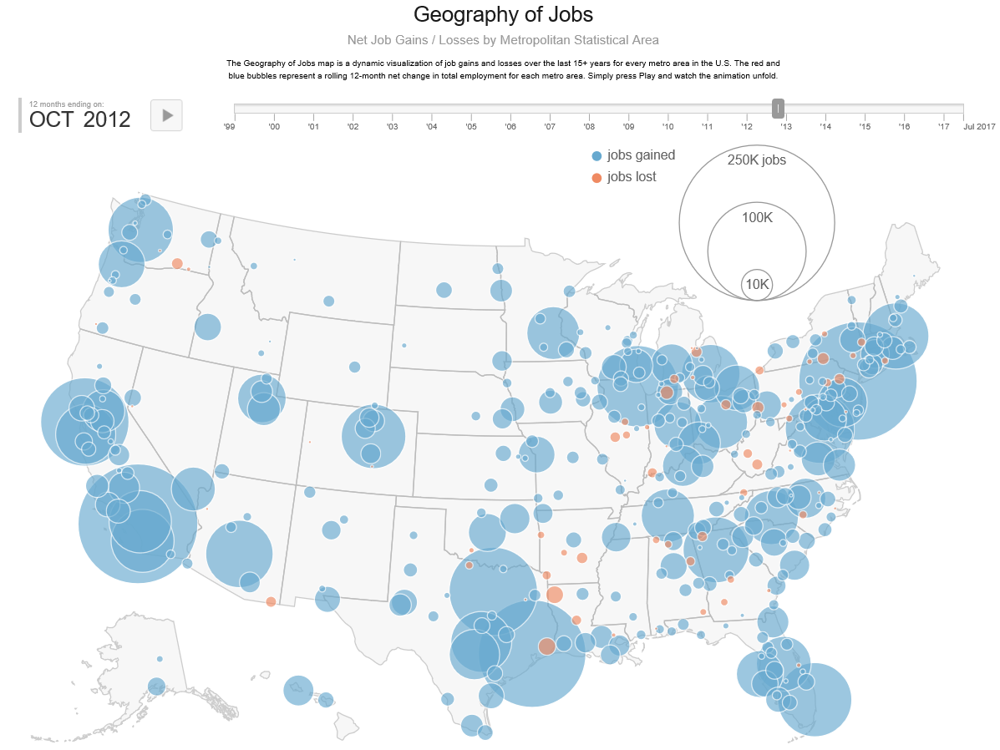 Geography of Jobs
Net Job Gains / Losses by Metropolitan Statistical Area
The Geography of Jobs map is a dynamic visualization of job gains and losses over the last 15+ years for every metro area in the U.S. The red and
blue bubbles represent a rolling 12-month net change in total employment for each metro area. Simply press Play and watch the animation unfold.
12 months ending on:
OCT 2012
'99 '00 '01 '02 '03 '04 '05 '06 '07 '08 '09 '10 '11 '12 '13 '14 '15 '16 '17 Jul 2017
jobs gained
jobs lost
250K jobs
100K
10K